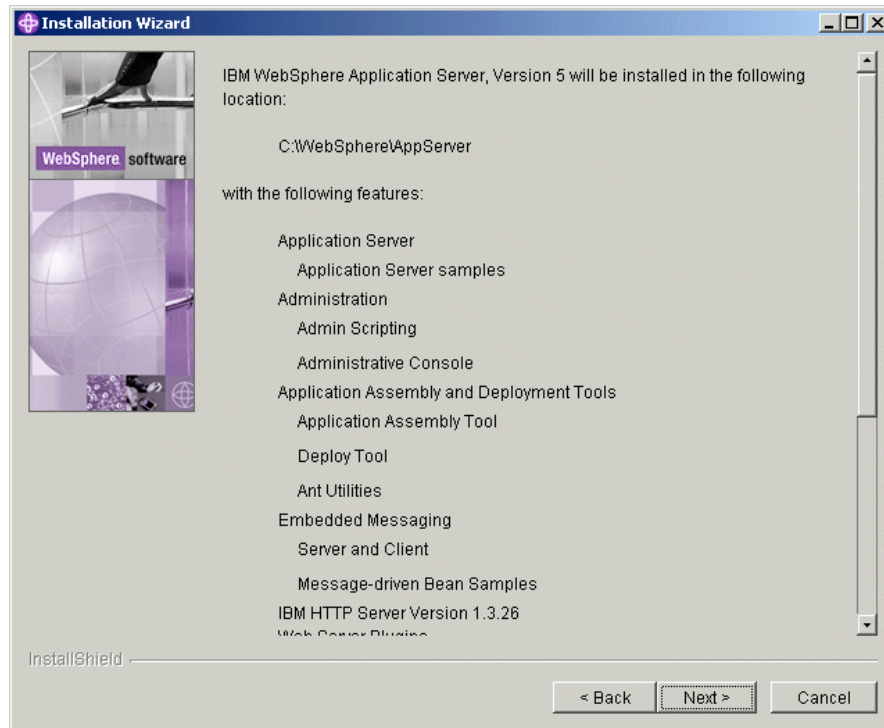 Installation Wizard
IBM WebSphere Application Server, Version 5 will be installed in the following
location:
C:\WebSphere\AppServer
with the following features:
Application Server
Application Server samples
Administration
Admin Scripting
Administrative Console
Application Assembly and Deployment Tools
Application Assembly Tool
Deploy Tool
Ant Utilities
Embedded Messaging
Server and Client
Message-driven Bean Samples
IBM HTTP Server Version 1.3.26
Web Server Plugins
WebSphere software
InstallShield
< Back
Next >
Cancel